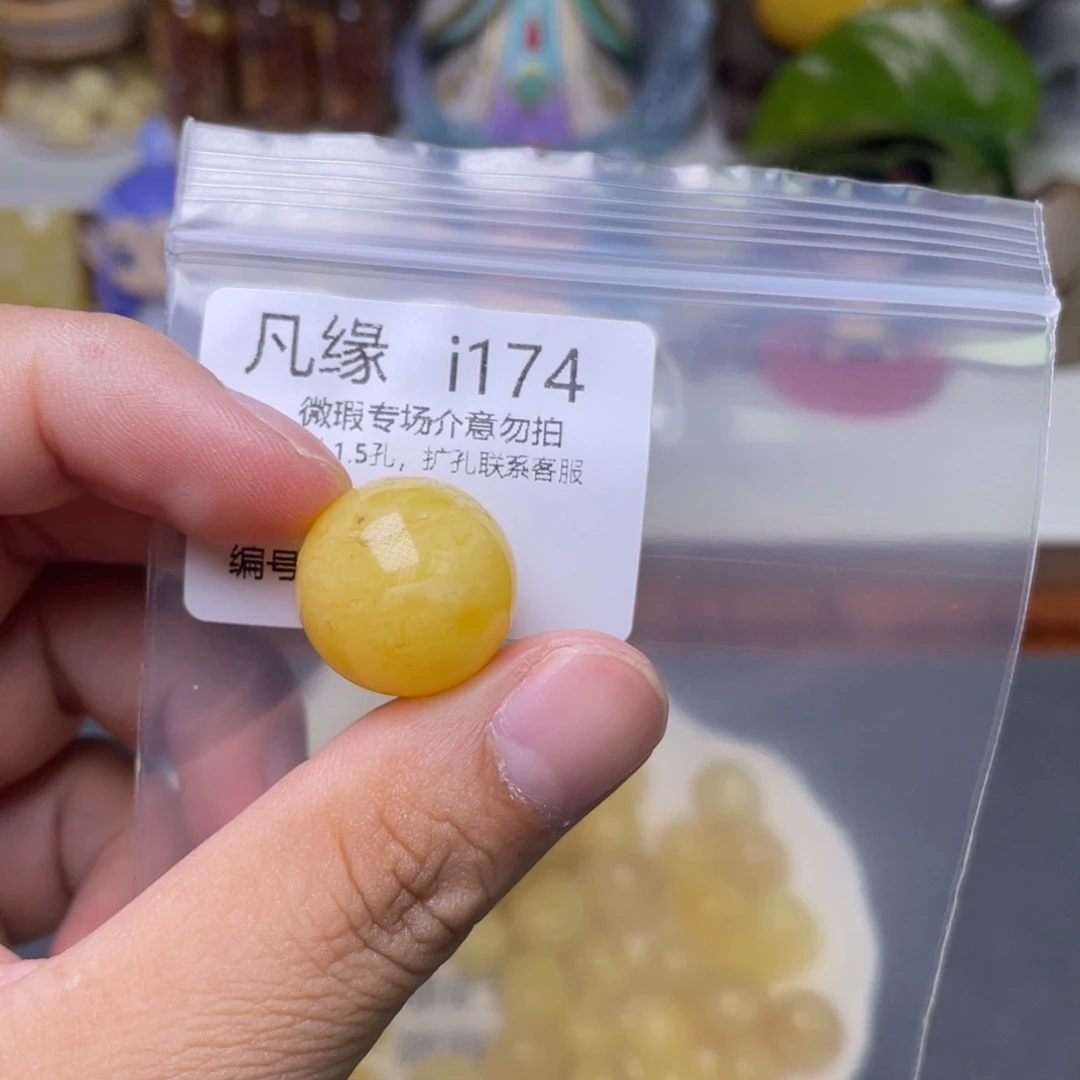 凡缘 i174
微瑕专场介意勿拍
1.5孔，扩孔联系客服
编号